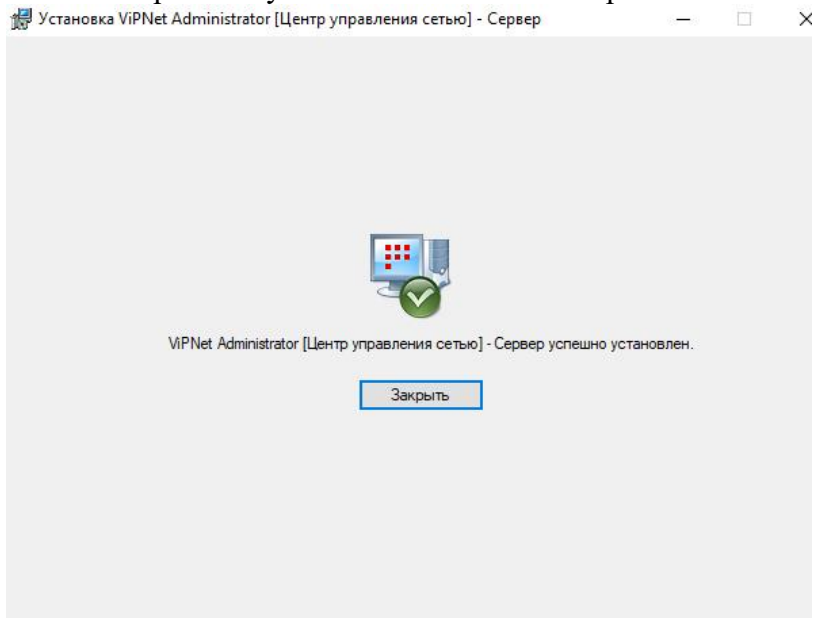 Установка ViPNet Administrator [Центр управления сетью] - Сервер
ViPNet Administrator [Центр управления сетью] - Сервер успешно установлен.
Закрыть